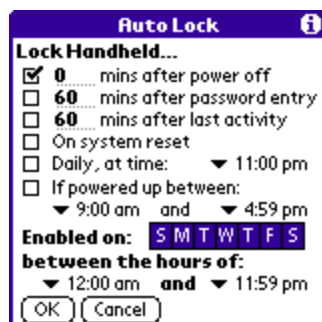 Auto Lock
Lock Handheld...
0 mins after power off
60 mins after password entry
60 mins after last activity
On system reset
Daily, at time: 11:00 pm
If powered up between:
9:00 am and 4:59 pm
Enabled on: S M T W T F S
between the hours of:
12:00 am and 11:59 pm
OK Cancel